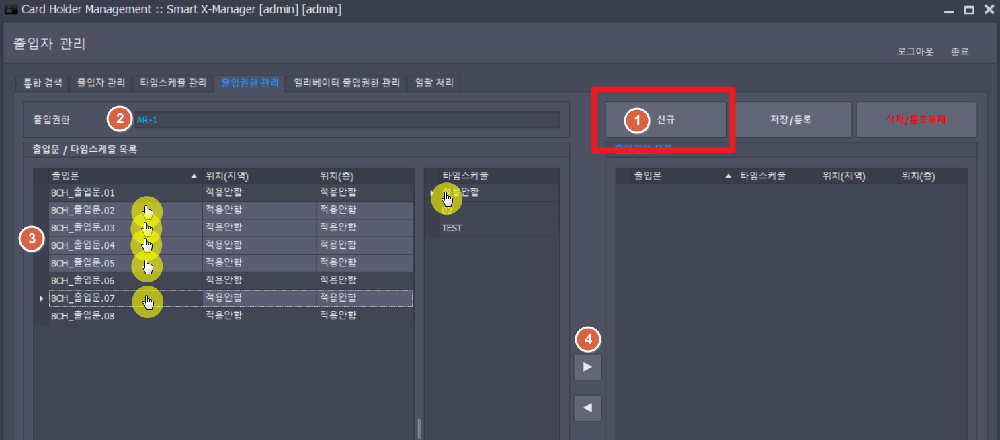 Card Holder Management :: Smart X-Manager [admin] [admin]
출입자 관리
로그아웃 종료
통합 검색 출입자 관리 타임스케쥴 관리 출입권한 관리 엘리베이터 출입권한 관리 일괄 처리
출입권한 2 AR-1
1 신규 저장/등록 삭제/등록해제
출입문 / 타임스케줄 목록
출입권한 목록
출입문 위치(지역) 위치(층) 타임스케쥴
출입문 타임스케쥴 위치(지역) 위치(층)
8CH_출입문.01 적용안함 적용안함 적용안함
8CH_출입문.02 적용안함 적용안함 02
8CH_출입문.03 적용안함 적용안함 TEST
3
8CH_출입문.04 적용안함 적용안함
8CH_출입문.05 적용안함 적용안함
8CH_출입문.06 적용안함 적용안함
8CH_출입문.07 적용안함 적용안함
8CH_출입문.08 적용안함 적용안함
4